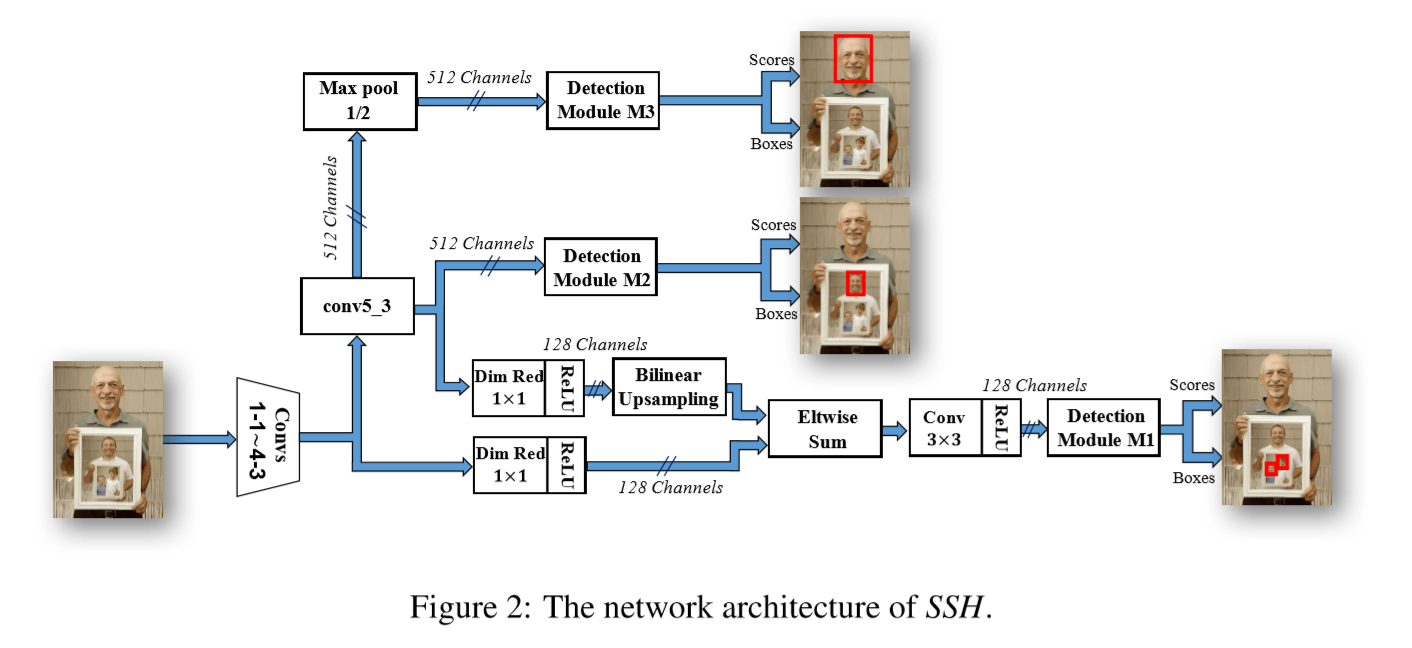 512 Channels
Max pool
1/2
Detection
Module M3
Scores
Boxes
512 Channels
512 Channels
conv5_3
Detection
Module M2
Scores
Boxes
128 Channels
Dim Red
1×1
ReLU
Bilinear
Upsampling
Convs
1-1~4-3
Dim Red
1×1
ReLU
128 Channels
Eltwise
Sum
Conv
3×3
ReLU
128 Channels
Detection
Module M1
Scores
Boxes
Figure 2: The network architecture of SSH.